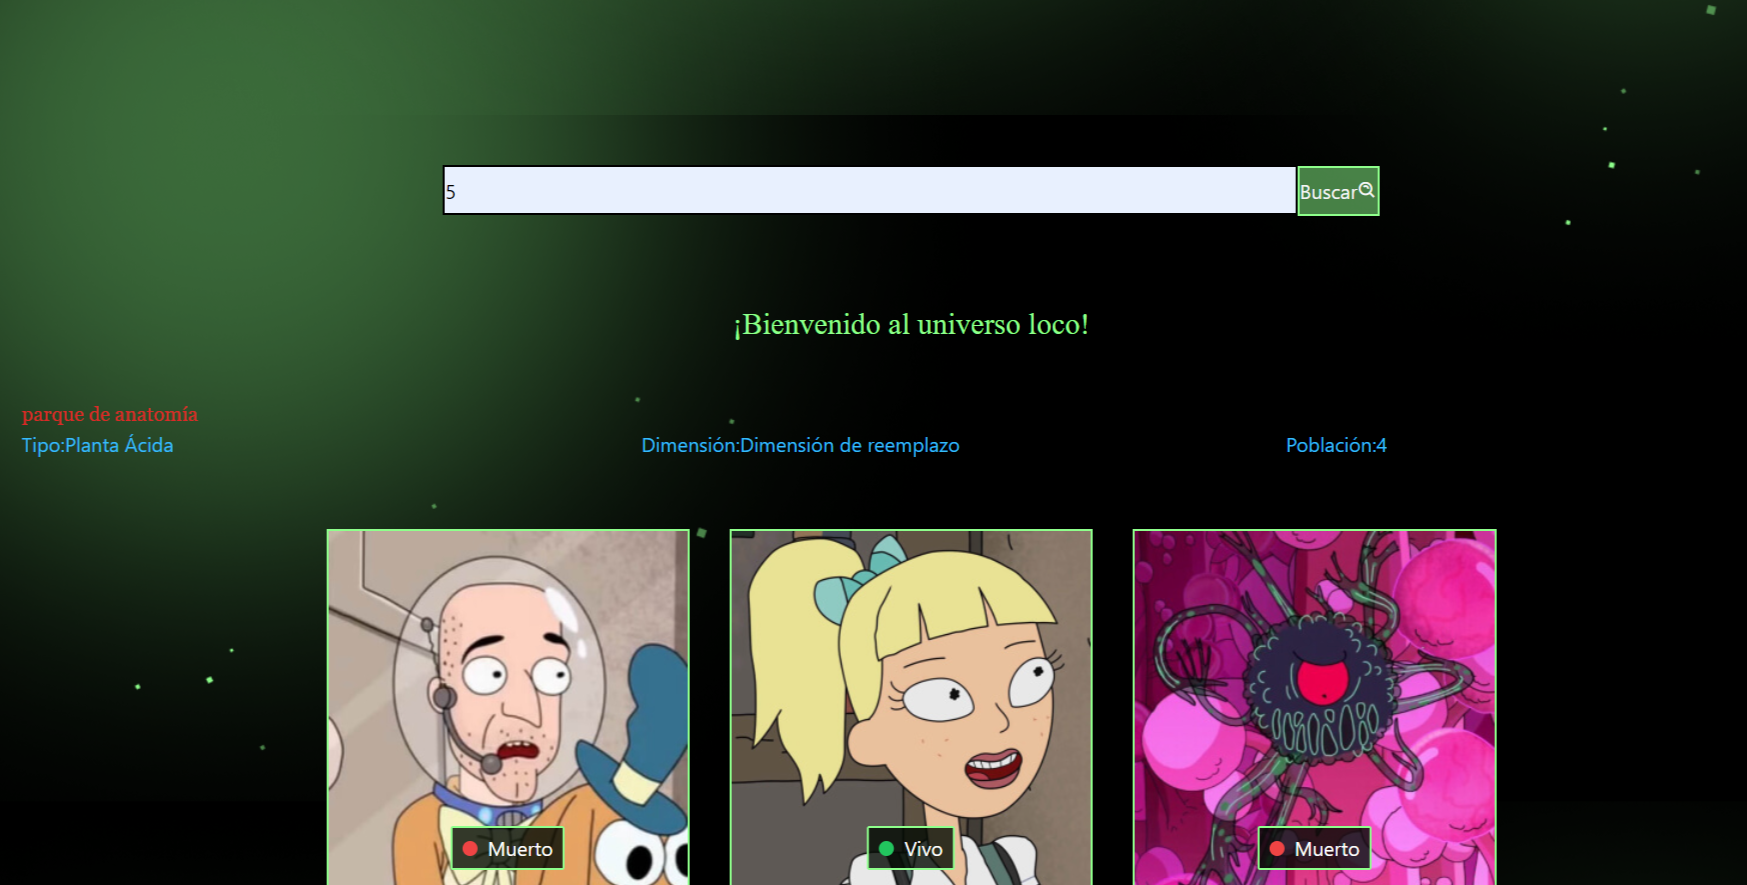 5
Buscar
¡Bienvenido al universo loco!
parque de anatomía
Tipo:Planta Ácida
Dimensión:Dimensión de reemplazo
Población:4
Muerto
Vivo
Muerto